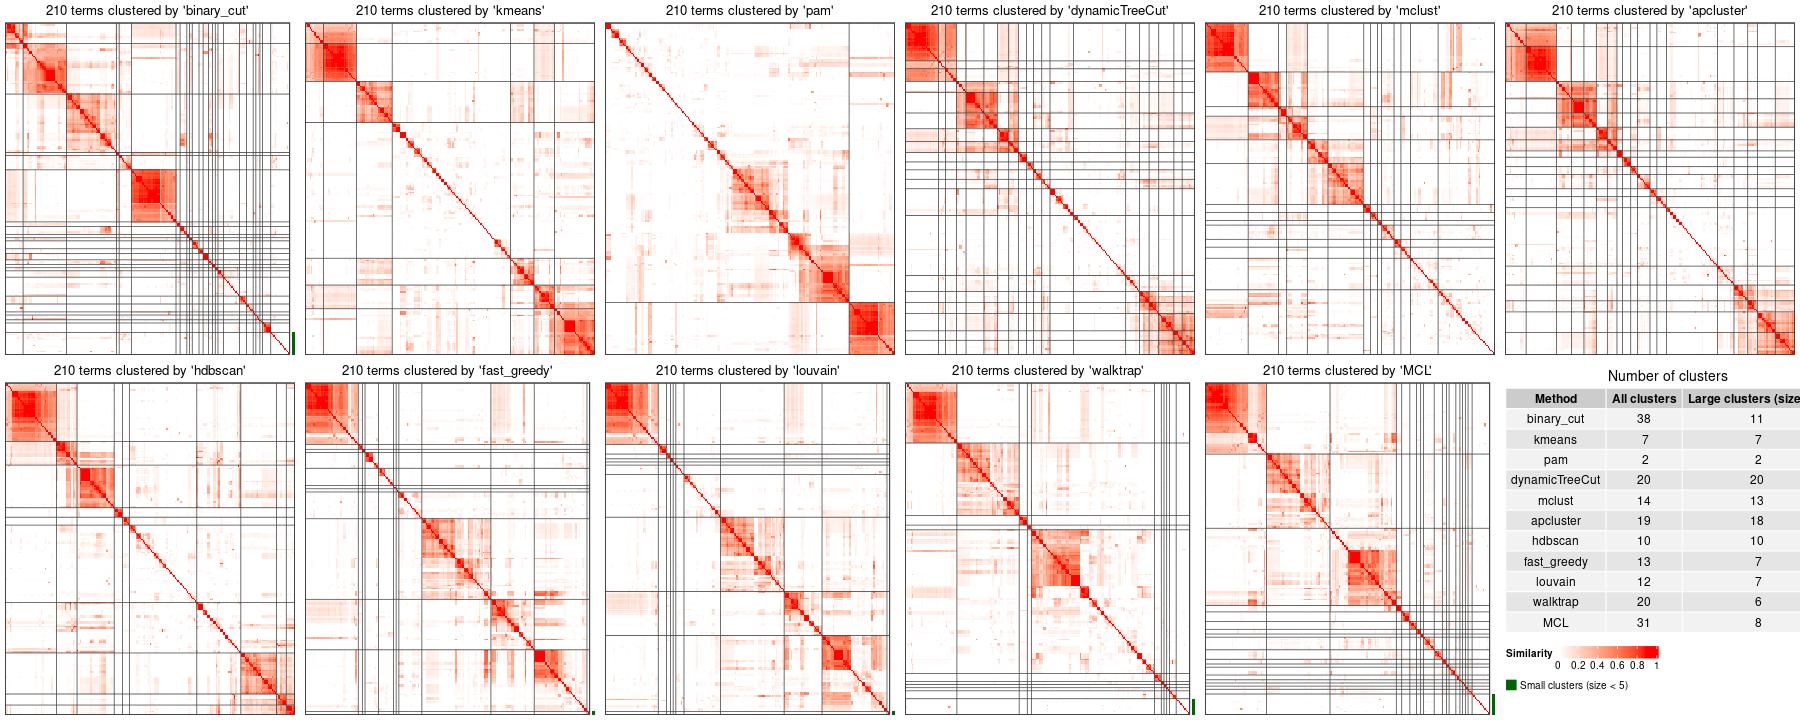 210 terms clustered by 'binary_cut'
210 terms clustered by 'kmeans'
210 terms clustered by 'pam'
210 terms clustered by 'dynamicTreeCut'
210 terms clustered by 'mclust'
210 terms clustered by 'apcluster'
210 terms clustered by 'hdbscan'
210 terms clustered by 'fast_greedy'
210 terms clustered by 'louvain'
210 terms clustered by 'walktrap'
210 terms clustered by 'MCL'
Number of clusters
Method All clusters Large clusters (size
binary_cut 38 11
kmeans 7 7
pam 2 2
dynamicTreeCut 20 20
mclust 14 13
apcluster 19 18
hdbscan 10 10
fast_greedy 13 7
louvain 12 7
walktrap 20 6
MCL 31 8
Similarity
0 0.2 0.4 0.6 0.8 1
Small clusters (size < 5)